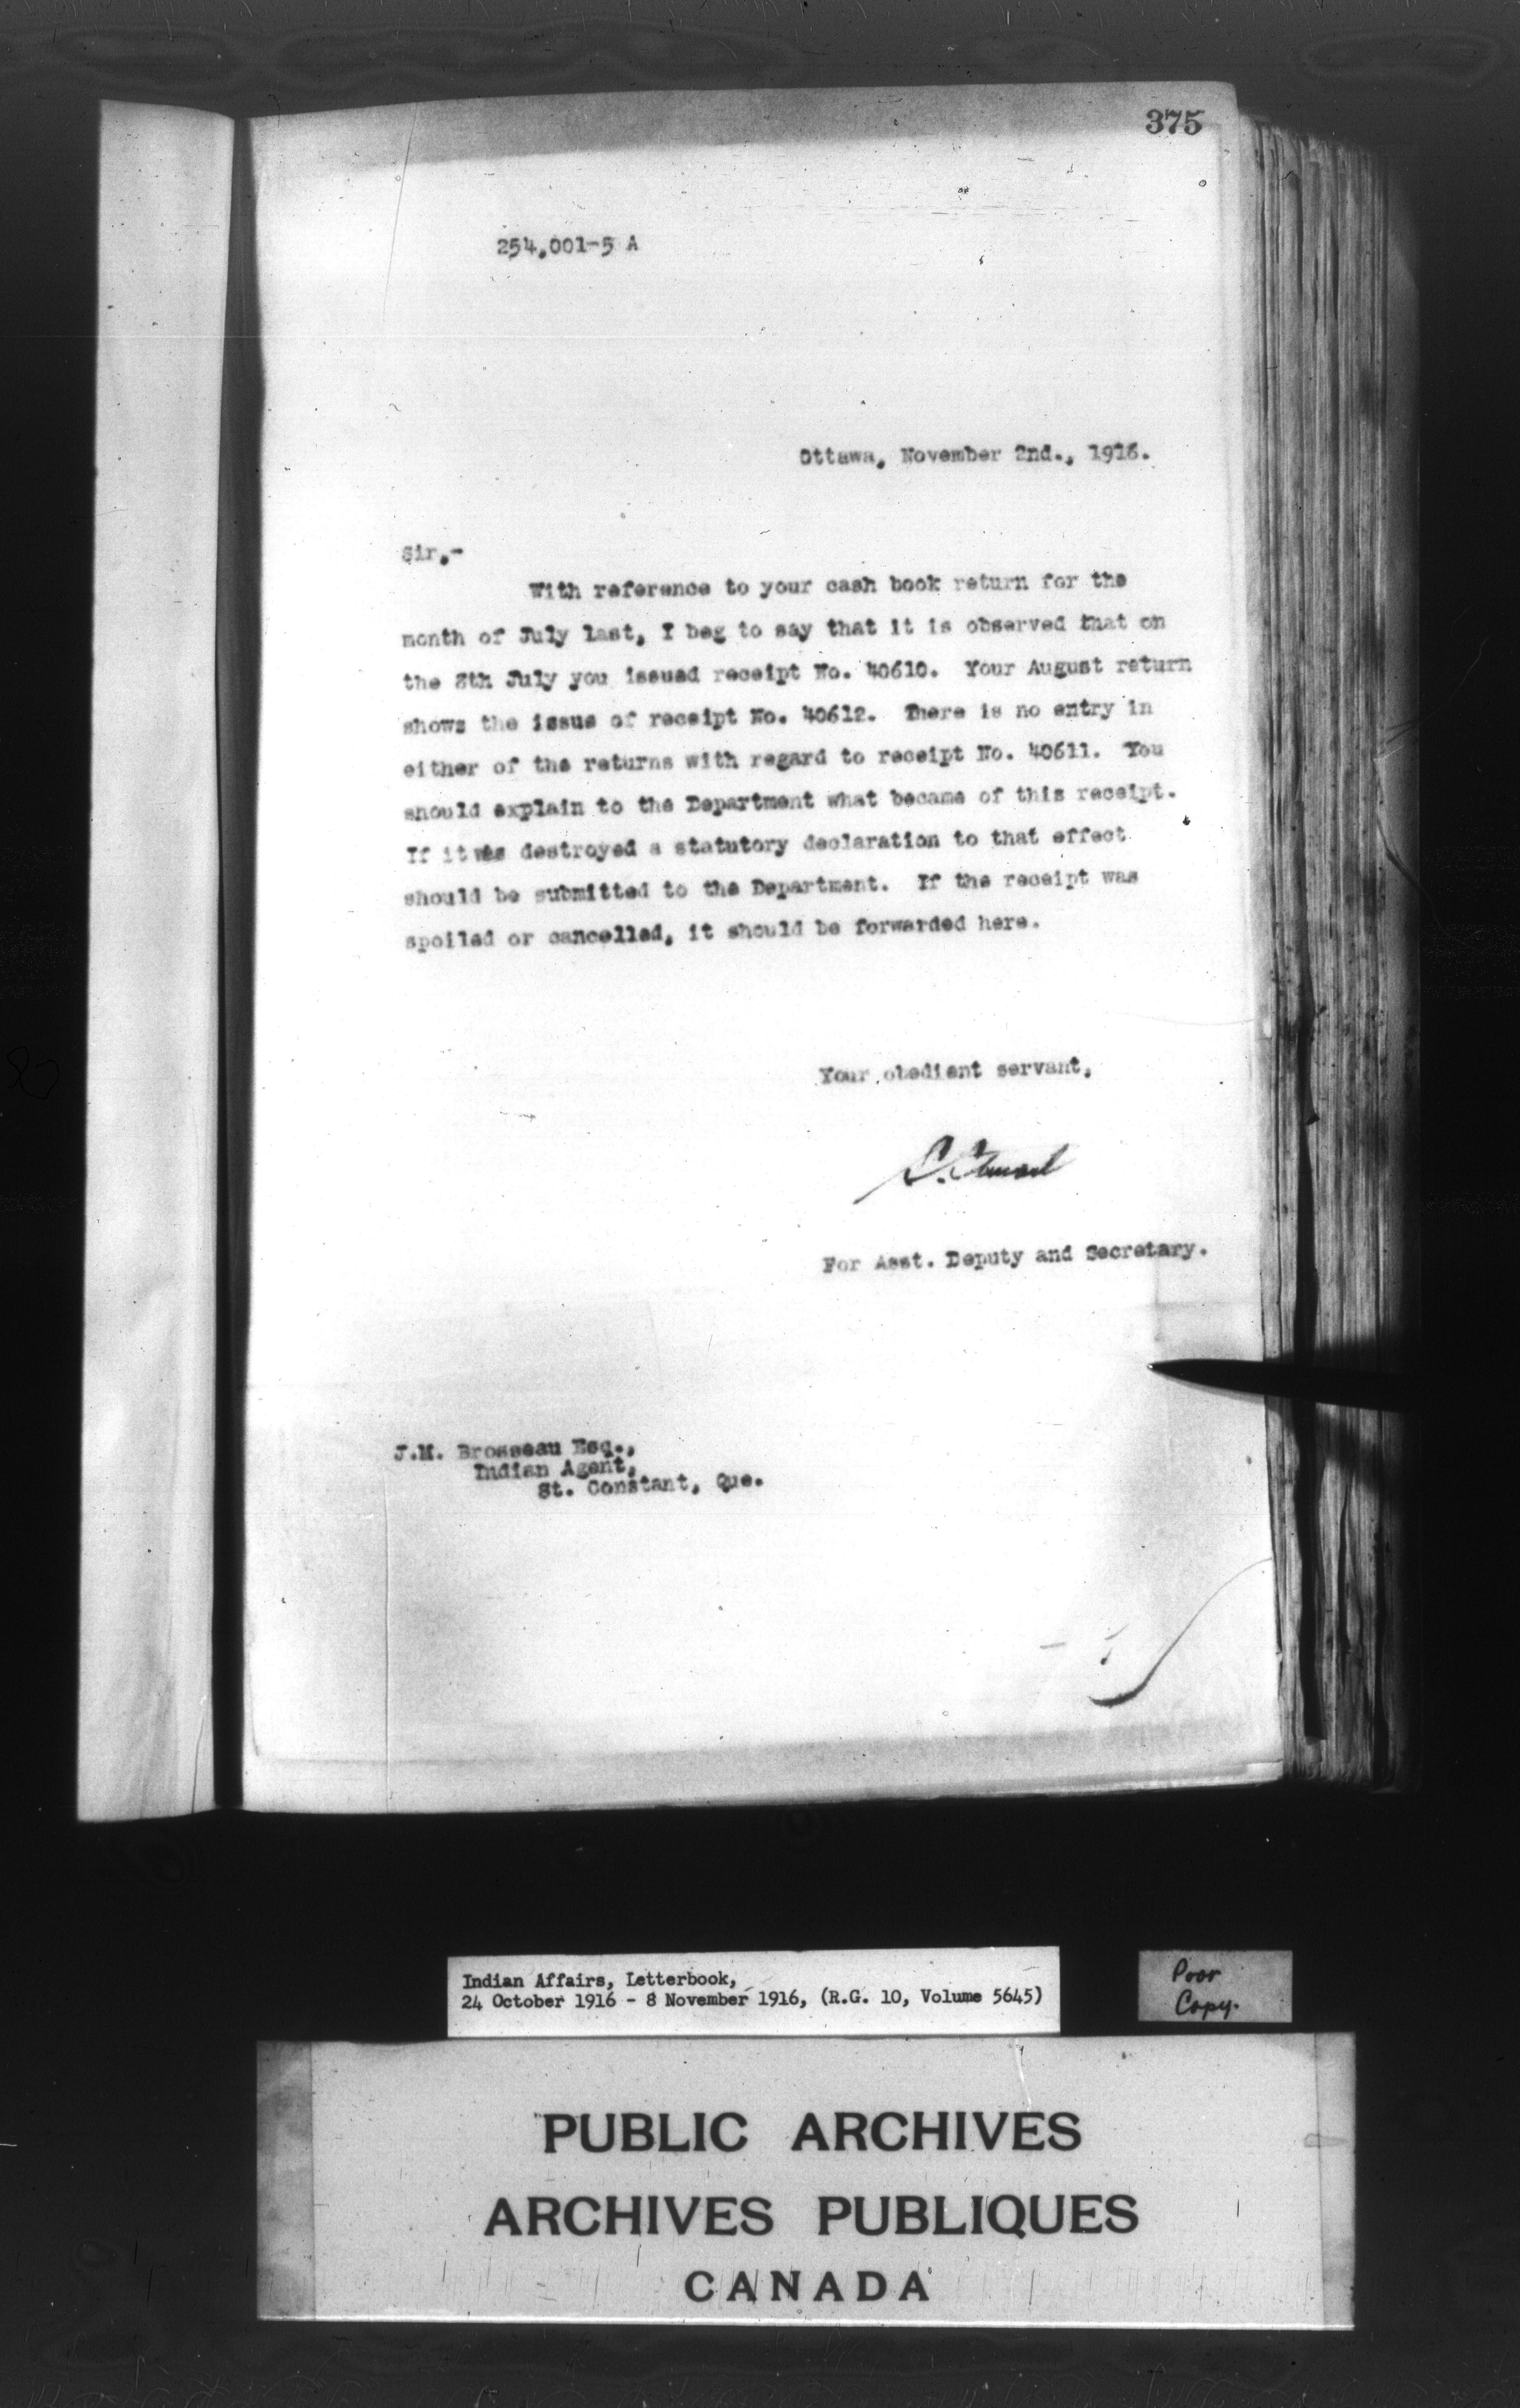 375
254,001-5 A
Ottawa, November 2nd., 1916.
Sir,-
With reference to your cash book return for the
month of July last, I beg to say that it is observed that on
the 8th July you issued receipt No. 40610. Your August return
shows the issue of receipt No. 40612. There is no entry in
either of the returns with regard to receipt No. 40611. You
should explain to the Department what became of this receipt.
If it was destroyed a statutory declaration to that effect
should be submitted to the Department. If the receipt was
spoiled or cancelled, it should be forwarded here.
Your obedient servant,
For Asst. Deputy and Secretary.
J.M. Brosseau Esq.,
Indian Agent,
St. Constant, Que.
Indian Affairs, Letterbook,
24 October 1916 - 8 November 1916, (R.G. 10, Volume 5645)
Poor
Copy.
PUBLIC ARCHIVES
ARCHIVES PUBLIQUES
CANADA